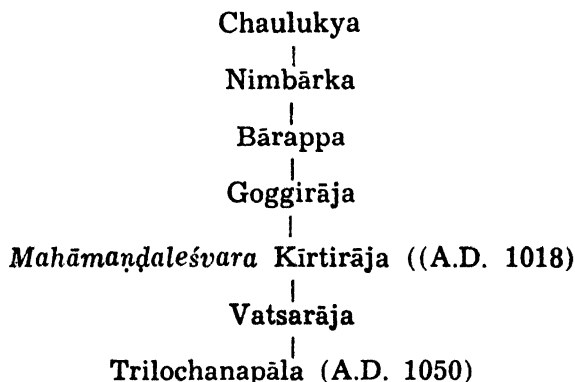 Chaulukya
Nimbārka
Bārappa
Goggirāja
Mahāmaṇḍaleśvara Kīrtirāja ((A.D. 1018)
Vatsarāja
Trilochanapāla (A.D. 1050)